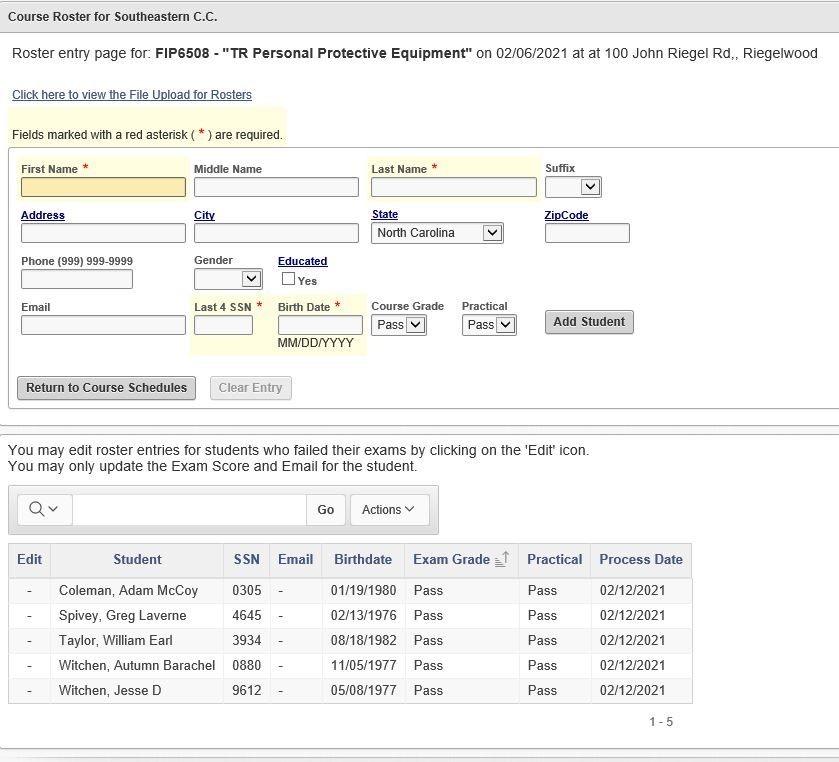 Course Roster for Southeastern C.C.
Roster entry page for: FIP6508 - "TR Personal Protective Equipment" on 02/06/2021 at at 100 John Riegel Rd,, Riegelwood
Click here to view the File Upload for Rosters
Fields marked with a red asterisk ( * ) are required.
First Name * Middle Name Last Name * Suffix
Address City State ZipCode
North Carolina
Phone (999) 999-9999 Gender Educated
Yes
Email Last 4 SSN * Birth Date * Course Grade Practical
Pass Pass Add Student
MM/DD/YYYY
Return to Course Schedules Clear Entry
You may edit roster entries for students who failed their exams by clicking on the 'Edit' icon.
You may only update the Exam Score and Email for the student.
Go Actions
Edit Student SSN Email Birthdate Exam Grade Practical Process Date
- Coleman, Adam McCoy 0305 - 01/19/1980 Pass Pass 02/12/2021
- Spivey, Greg Laverne 4645 - 02/13/1976 Pass Pass 02/12/2021
- Taylor, William Earl 3934 - 08/18/1982 Pass Pass 02/12/2021
- Witchen, Autumn Barachel 0880 - 11/05/1977 Pass Pass 02/12/2021
- Witchen, Jesse D 9612 - 05/08/1977 Pass Pass 02/12/2021
1 - 5